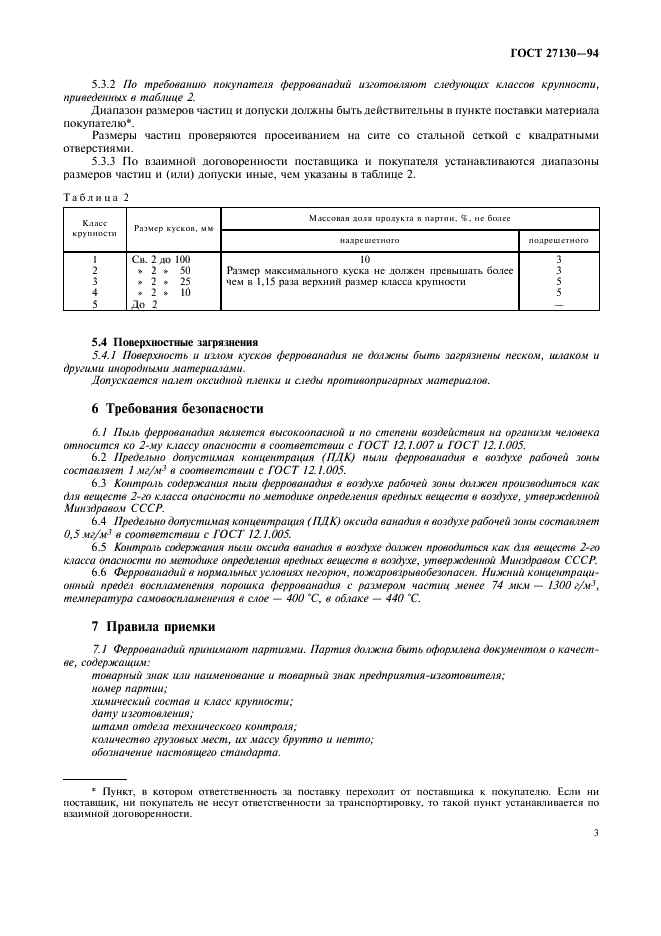 ГОСТ 27130—94
5.3.2 По требованию покупателя феррованадий изготовляют следующих классов крупности,
приведенных в таблице 2.
Диапазон размеров частиц и допуски должны быть действительны в пункте поставки материала
покупателю*.
Размеры частиц проверяются просеиванием на сите со стальной сеткой с квадратными
отверстиями.
5.3.3 По взаимной договоренности поставщика и покупателя устанавливаются диапазоны
размеров частиц и (или) допуски иные, чем указаны в таблице 2.
Таблица 2
Класс крупности | Размер кусков, мм | Массовая доля продукта в партии, %, не более
надрешетного | подрешетного
1 | Св. 2 до 100 | 10 | 3
2 | » 2 » 50 | Размер максимального куска не должен превышать более | 3
3 | » 2 » 25 | чем в 1,15 раза верхний размер класса крупности | 5
4 | » 2 » 10 | 5
5 | До 2 | —
5.4 Поверхностные загрязнения
5.4.1 Поверхность и излом кусков феррованадия не должны быть загрязнены песком, шлаком и
другими инородными материалами.
Допускается налет оксидной пленки и следы противопригарных материалов.
6 Требования безопасности
6.1 Пыль феррованадия является высокоопасной и по степени воздействия на организм человека
относится ко 2-му классу опасности в соответствии с ГОСТ 12.1.007 и ГОСТ 12.1.005.
6.2 Предельно допустимая концентрация (ПДК) пыли феррованадия в воздухе рабочей зоны
составляет 1 мг/м³ в соответствии с ГОСТ 12.1.005.
6.3 Контроль содержания пыли феррованадия в воздухе рабочей зоны должен производиться как
для веществ 2-го класса опасности по методике определения вредных веществ в воздухе, утвержденной
Минздравом СССР.
6.4 Предельно допустимая концентрация (ПДК) оксида ванадия в воздухе рабочей зоны составляет
0,5 мг/м³ в соответствии с ГОСТ 12.1.005.
6.5 Контроль содержания пыли оксида ванадия в воздухе должен проводиться как для веществ 2-го
класса опасности по методике определения вредных веществ в воздухе, утвержденной Минздравом СССР.
6.6 Феррованадий в нормальных условиях негорюч, пожаровзрывобезопасен. Нижний концентраци-
онный предел воспламенения порошка феррованадия с размером частиц менее 74 мкм — 1300 г/м³,
температура самовоспламенения в слое — 400 °С, в облаке — 440 °С.
7 Правила приемки
7.1 Феррованадий принимают партиями. Партия должна быть оформлена документом о качест-
ве, содержащим:
товарный знак или наименование и товарный знак предприятия-изготовителя;
номер партии;
химический состав и класс крупности;
дату изготовления;
штамп отдела технического контроля;
количество грузовых мест, их массу брутто и нетто;
обозначение настоящего стандарта.
* Пункт, в котором ответственность за поставку переходит от поставщика к покупателю. Если ни
поставщик, ни покупатель не несут ответственности за транспортировку, то такой пункт устанавливается по
взаимной договоренности.
3